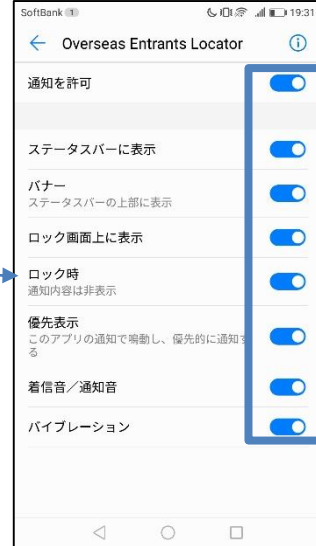 SoftBank 1 19:31
Overseas Entrants Locator
通知を許可
ステータスバーに表示
バナー
ステータスバーの上部に表示
ロック画面上に表示
ロック時
通知内容は非表示
優先表示
このアプリの通知で鳴動し、優先的に通知す
る
着信音／通知音
バイブレーション